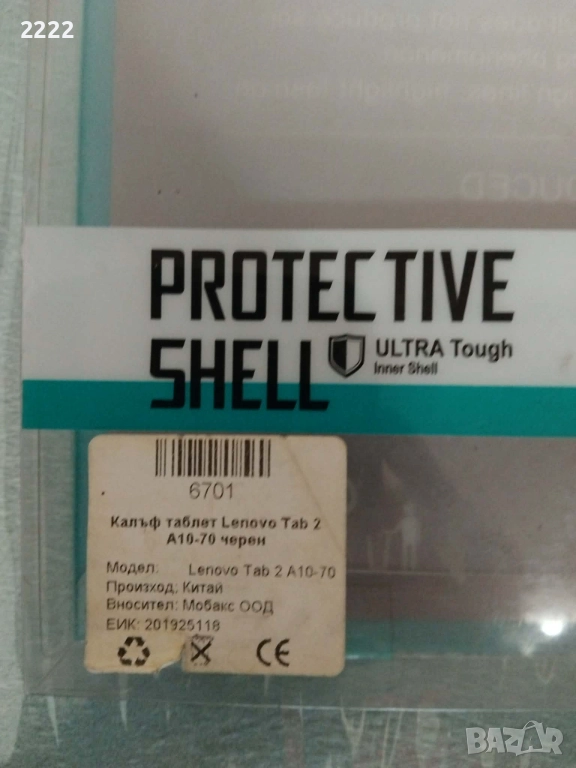 2222
PROTECTIVE
SHELL
ULTRA Tough
Inner Shell
6701
Калъф таблет Lenovo Tab 2
A10-70 черен
Модел: Lenovo Tab 2 A10-70
Произход: Китай
Вносител: Мобакс ООД
ЕИК: 201925118
CE
BAZAR